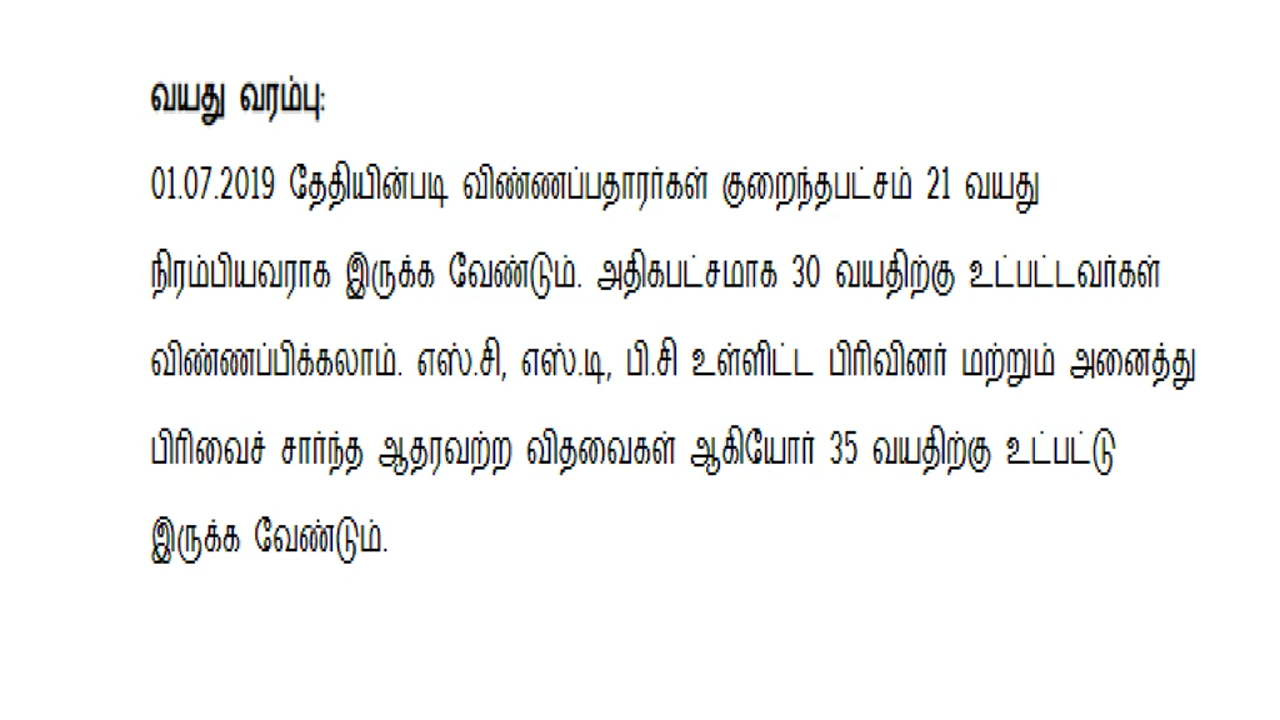 வயது வரம்பு:
01.07.2019 தேதியின்படி விண்ணப்பதாரர்கள் குறைந்தபட்சம் 21 வயது
நிரம்பியவராக இருக்க வேண்டும். அதிகபட்சமாக 30 வயதிற்கு உட்பட்டவர்கள்
விண்ணப்பிக்கலாம். எஸ்.சி, எஸ்.டி, பி.சி உள்ளிட்ட பிரிவினர் மற்றும் அனைத்து
பிரிவைச் சார்ந்த ஆதரவற்ற விதவைகள் ஆகியோர் 35 வயதிற்கு உட்பட்டு
இருக்க வேண்டும்.